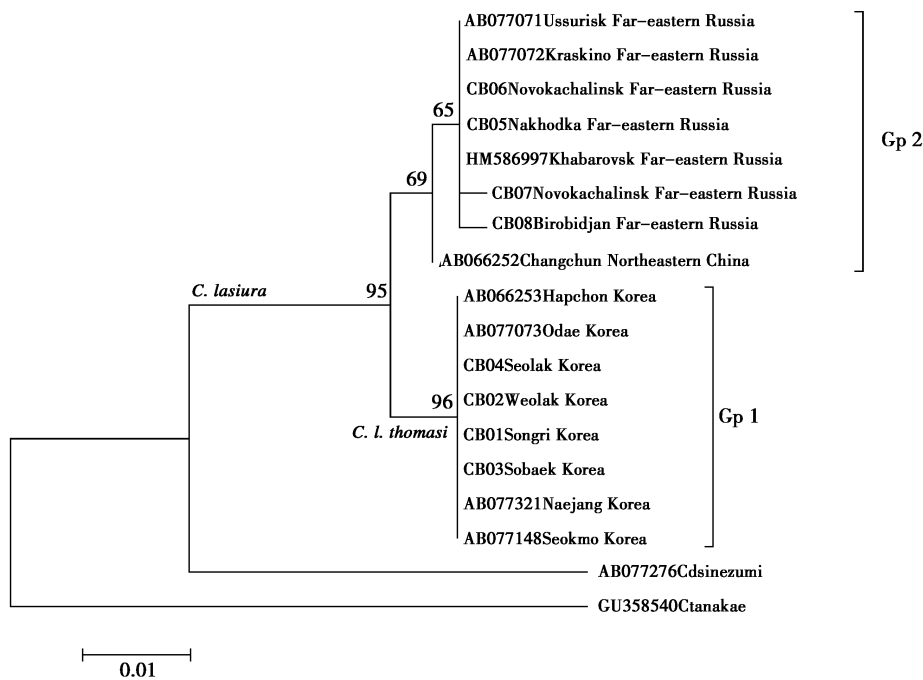 AB077071Ussurisk Far-eastern Russia
AB077072Kraskino Far-eastern Russia
CB06Novokachalinsk Far-eastern Russia
65
CB05Nakhodka Far-eastern Russia
Gp 2
HM586997Khabarovsk Far-eastern Russia
69
CB07Novokachalinsk Far-eastern Russia
CB08Birobidjan Far-eastern Russia
AB066252Changchun Northeastern China
C. lasiura
95
AB066253Hapchon Korea
AB077073Odae Korea
CB04Seolak Korea
96
CB02Weolak Korea
Gp 1
C. l. thomasi
CB01Songri Korea
CB03Sobaek Korea
AB077321Naejang Korea
AB077148Seokmo Korea
AB077276Cdsinezumi
GU358540Ctanakae
0.01